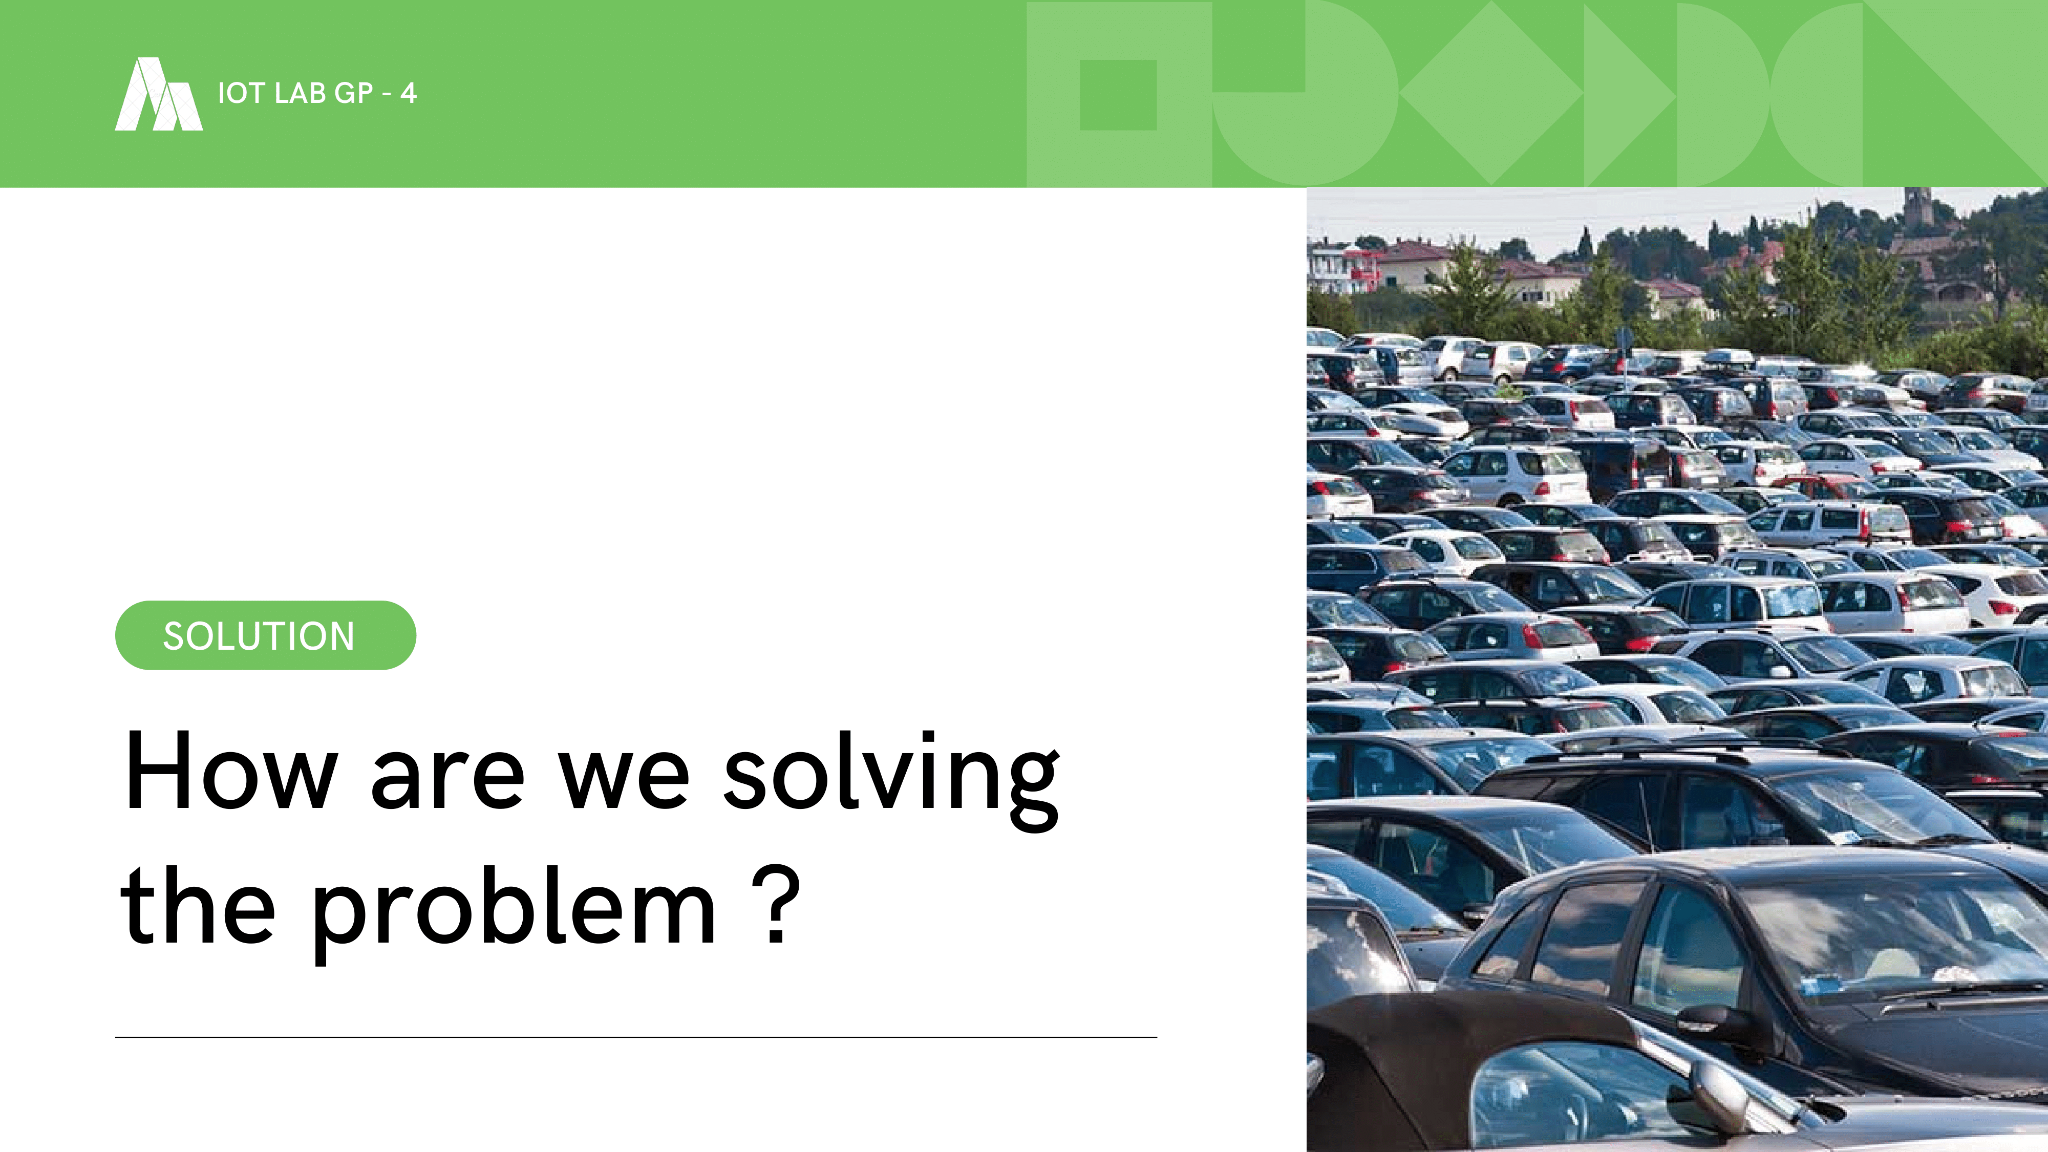 IOT LAB GP - 4
SOLUTION
How are we solving
the problem ?